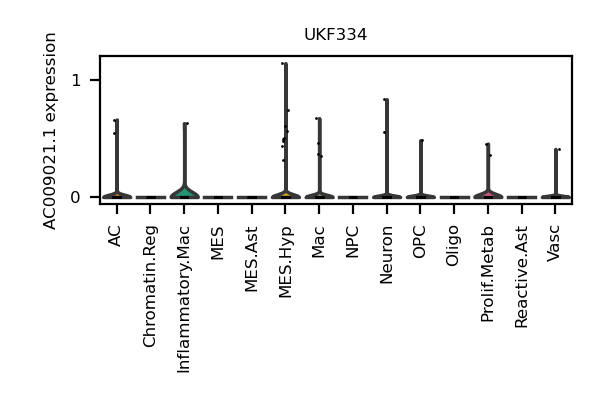 UKF334
AC009021.1 expression
1
0
AC
Chromatin.Reg
Inflammatory.Mac
MES
MES.Ast
MES.Hyp
Mac
NPC
Neuron
OPC
Oligo
Prolif.Metab
Reactive.Ast
Vasc